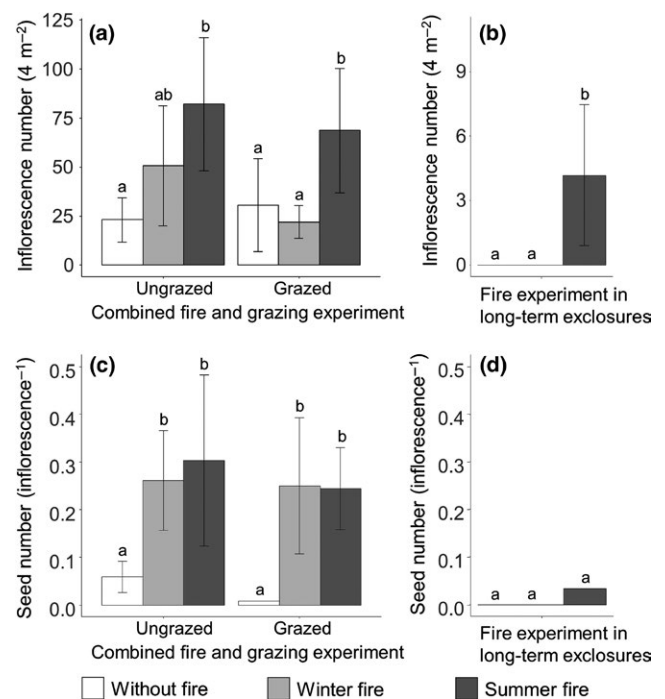 (a)
Inflorescence number (4 m⁻²)
125
100
75
50
25
0
a
ab
b
a
a
b
Ungrazed
Grazed
Combined fire and grazing experiment
(b)
Inflorescence number (4 m⁻²)
9
6
3
0
a
a
b
Fire experiment in
long-term exclosures
(c)
Seed number (inflorescence⁻¹)
0.5
0.4
0.3
0.2
0.1
0.0
a
b
b
a
b
b
Ungrazed
Grazed
Combined fire and grazing experiment
(d)
Seed number (inflorescence⁻¹)
0.5
0.4
0.3
0.2
0.1
0.0
a
a
a
Fire experiment in
long-term exclosures
Without fire
Winter fire
Summer fire